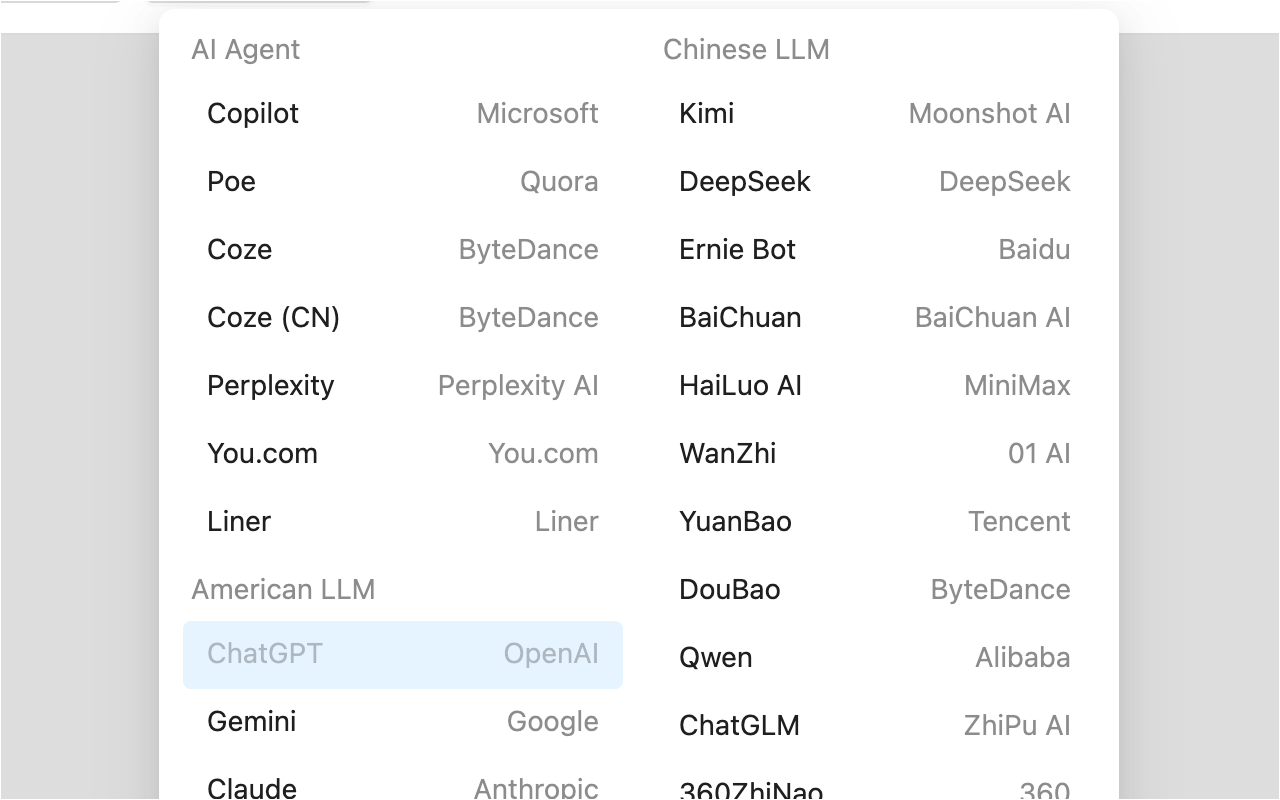 AI Agent
Copilot Microsoft
Poe Quora
Coze ByteDance
Coze (CN) ByteDance
Perplexity Perplexity AI
You.com You.com
Liner Liner
American LLM
ChatGPT OpenAI
Gemini Google
Claude Anthropic
Chinese LLM
Kimi Moonshot AI
DeepSeek DeepSeek
Ernie Bot Baidu
BaiChuan BaiChuan AI
HaiLuo AI MiniMax
WanZhi 01 AI
YuanBao Tencent
DouBao ByteDance
Qwen Alibaba
ChatGLM ZhiPu AI
360ZhiNao 360